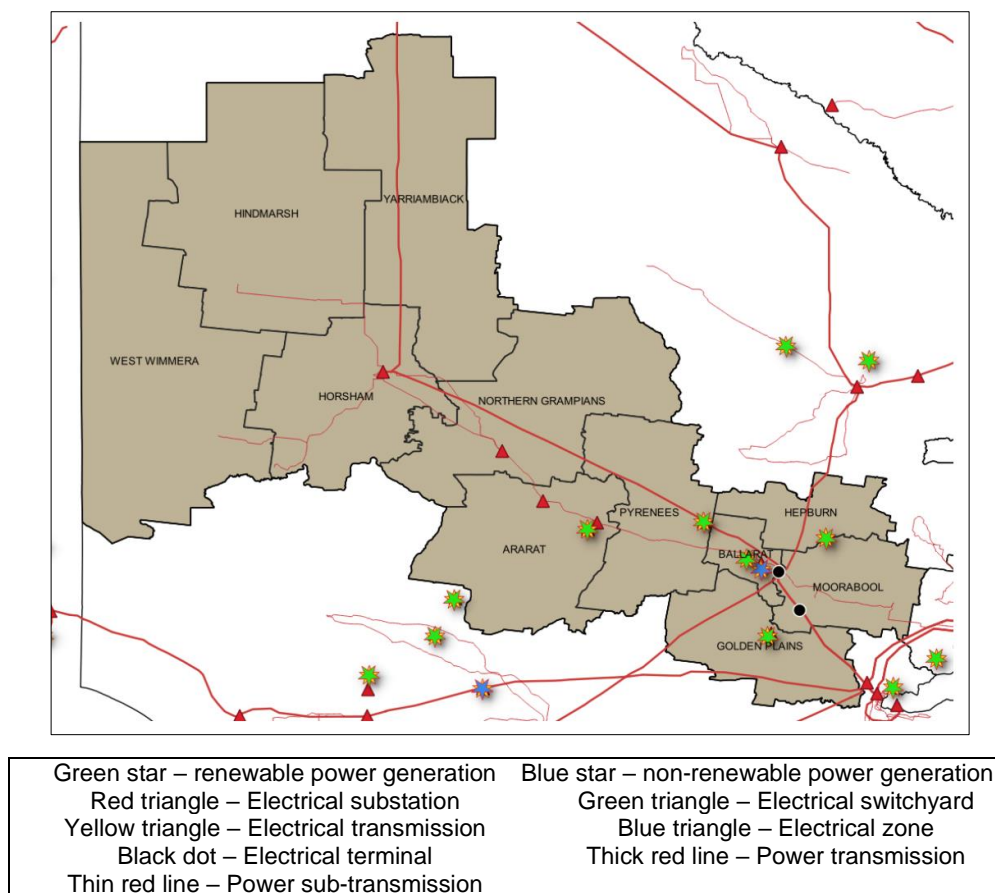 YARRIAMBIACK
HINDMARSH
WEST WIMMERA
HORSHAM
NORTHERN GRAMPIANS
PYRENEES
HEPBURN
ARARAT
BALLARAT
MOORABOOL
GOLDEN PLAINS
Green star – renewable power generation Blue star – non-renewable power generation
Red triangle – Electrical substation Green triangle – Electrical switchyard
Yellow triangle – Electrical transmission Blue triangle – Electrical zone
Black dot – Electrical terminal Thick red line – Power transmission
Thin red line – Power sub-transmission